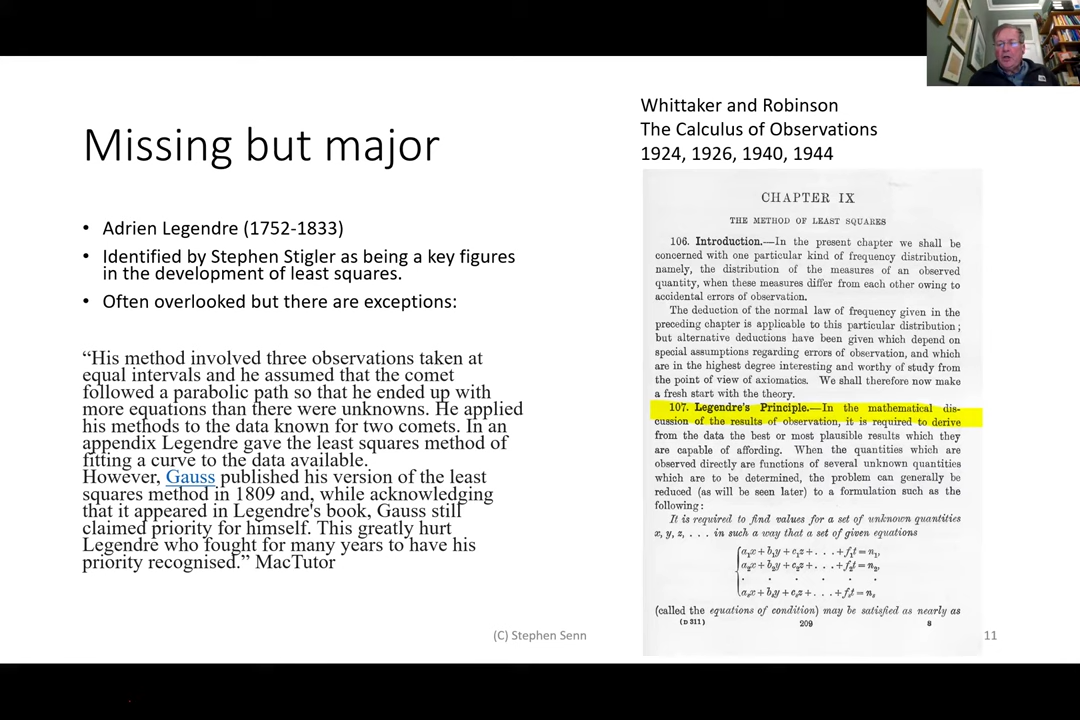 Missing but major
• Adrien Legendre (1752-1833)
• Identified by Stephen Stigler as being a key figures
in the development of least squares.
• Often overlooked but there are exceptions:
“His method involved three observations taken at
equal intervals and he assumed that the comet
followed a parabolic path so that he ended up with
more equations than there were unknowns. He applied
his methods to the data known for two comets. In an
appendix Legendre gave the least squares method of
fitting a curve to the data available.
However, Gauss published his version of the least
squares method in 1809 and, while acknowledging
that it appeared in Legendre's book, Gauss still
claimed priority for himself. This greatly hurt
Legendre who fought for many years to have his
priority recognised.” MacTutor
Whittaker and Robinson
The Calculus of Observations
1924, 1926, 1940, 1944
CHAPTER IX
THE METHOD OF LEAST SQUARES
106. Introduction.—In the present chapter we shall be
concerned with one particular kind of frequency distribution,
namely, the distribution of the measures of an observed
quantity, when these measures differ from each other owing to
accidental errors of observation.
The deduction of the normal law of frequency given in the
preceding chapter is applicable to this particular distribution;
but alternative deductions have been given which depend on
special assumptions regarding errors of observation, and which
are in the highest degree interesting and worthy of study from
the point of view of axiomatics. We shall therefore now make
a fresh start with the theory.
107. Legendre's Principle.—In the mathematical dis-
cussion of the results of observation, it is required to derive
from the data the best or most plausible results which they
are capable of affording. When the quantities which are
observed directly are functions of several unknown quantities
which are to be determined, the problem can generally be
reduced (as will be seen later) to a formulation such as the
following:
It is required to find values for a set of unknown quantities
x, y, z, . . . in such a way that a set of given equations
a₁x + b₁y + c₁z + . . . + f₁t = n₁,
a₂x + b₂y + c₂z + . . . + f₂t = n₂,
. . . . .
aₛx + bₛy + cₛz + . . . + fₛt = nₛ
(called the equations of condition) may be satisfied as nearly as
(D 311) 209 8
(C) Stephen Senn
11